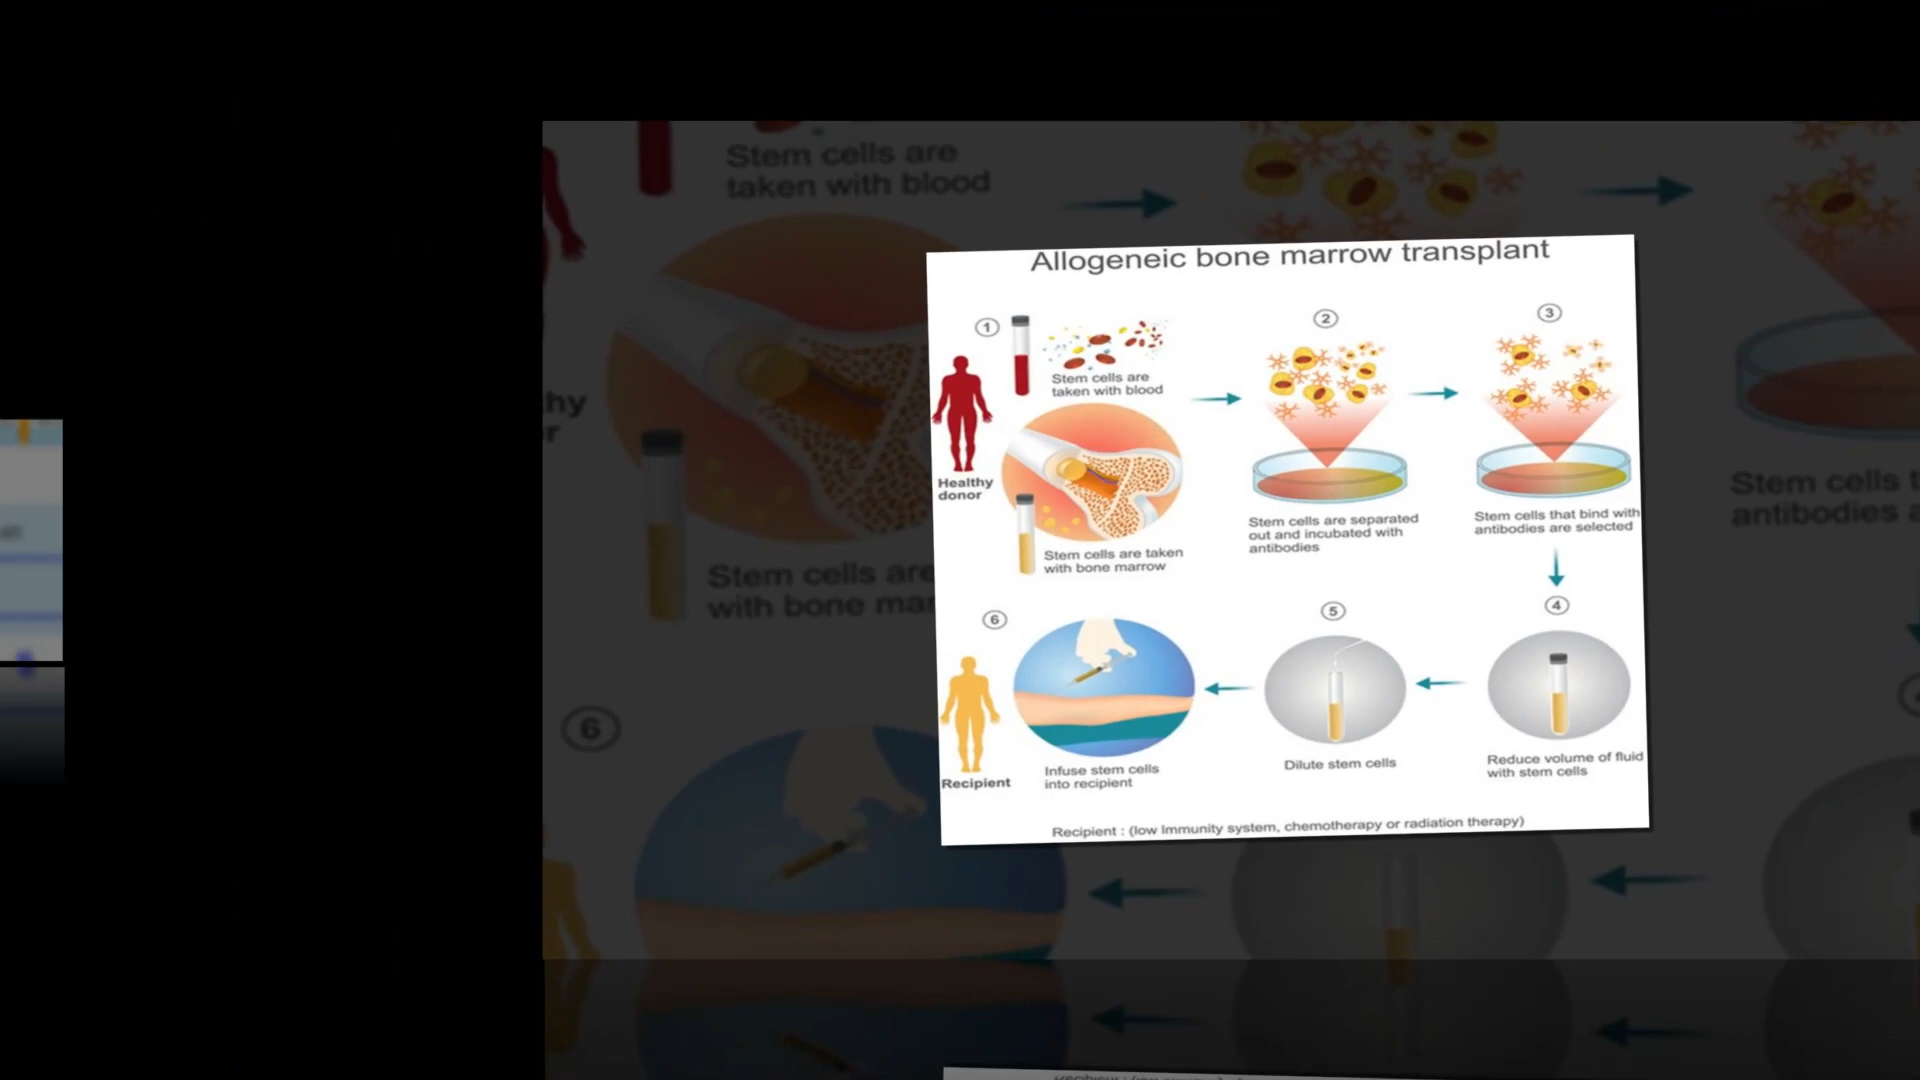 Allogeneic bone marrow transplant
1
2
3
Stem cells are
taken with blood
Healthy
donor
Stem cells are taken
with bone marrow
Stem cells are separated
out and incubated with
antibodies
Stem cells that bind with
antibodies are selected
6
5
4
Recipient
Infuse stem cells
into recipient
Dilute stem cells
Reduce volume of fluid
with stem cells
Recipient : (low Immunity system, chemotherapy or radiation therapy)
Stem cells are
taken with blood
Stem cells are
with bone mar
Stem cells t
antibodies a
hy
r
6